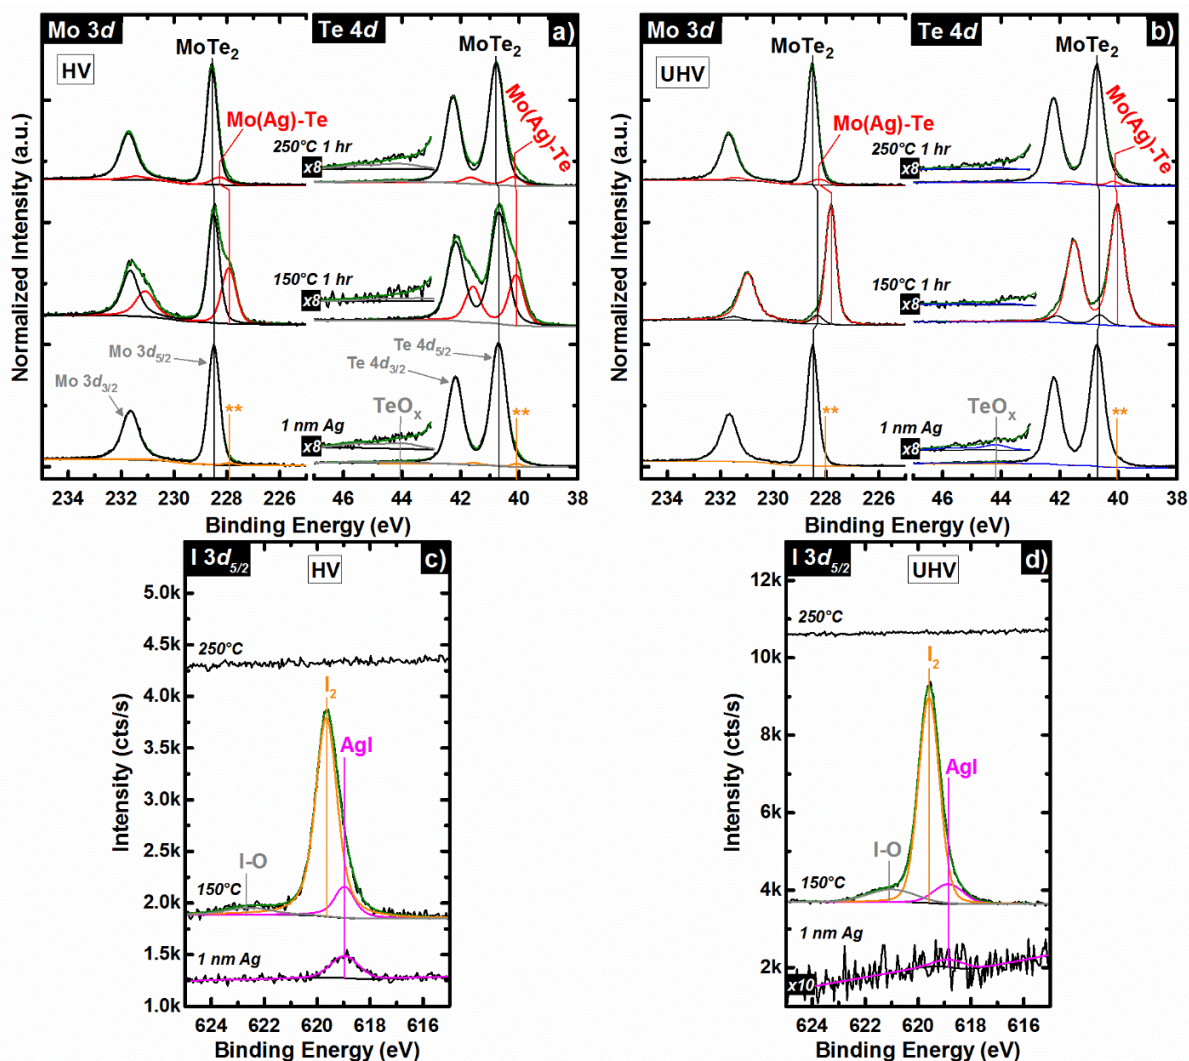 Mo 3d
Te 4d
a)
HV
MoTe2
MoTe2
Mo(Ag)-Te
Mo(Ag)-Te
250°C 1 hr
x8
150°C 1 hr
x8
Mo 3d3/2
Mo 3d5/2
**
Te 4d5/2
Te 4d3/2
TeOx
**
1 nm Ag
x8
Normalized Intensity (a.u.)
234 231 228 225 46 44 42 40 38
Binding Energy (eV)
Mo 3d
Te 4d
b)
UHV
MoTe2
MoTe2
Mo(Ag)-Te
Mo(Ag)-Te
250°C 1 hr
x8
150°C 1 hr
x8
**
TeOx
**
1 nm Ag
x8
Normalized Intensity (a.u.)
234 231 228 225 46 44 42 40 38
Binding Energy (eV)
I 3d5/2
HV
c)
5.0k
4.5k
4.0k
3.5k
3.0k
2.5k
2.0k
1.5k
1.0k
250°C
I2
AgI
I-O
150°C
1 nm Ag
Intensity (cts/s)
624 622 620 618 616
Binding Energy (eV)
I 3d5/2
UHV
d)
12k
10k
8k
6k
4k
2k
250°C
I2
AgI
I-O
150°C
1 nm Ag
x10
Intensity (cts/s)
624 622 620 618 616
Binding Energy (eV)